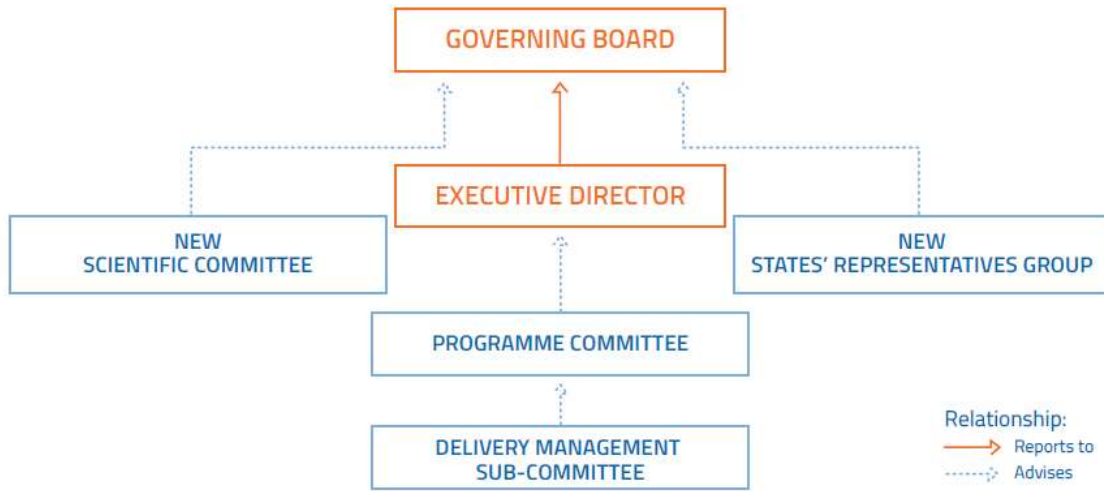 GOVERNING BOARD
EXECUTIVE DIRECTOR
NEW
SCIENTIFIC COMMITTEE
NEW
STATES’ REPRESENTATIVES GROUP
PROGRAMME COMMITTEE
DELIVERY MANAGEMENT
SUB-COMMITTEE
Relationship:
Reports to
Advises